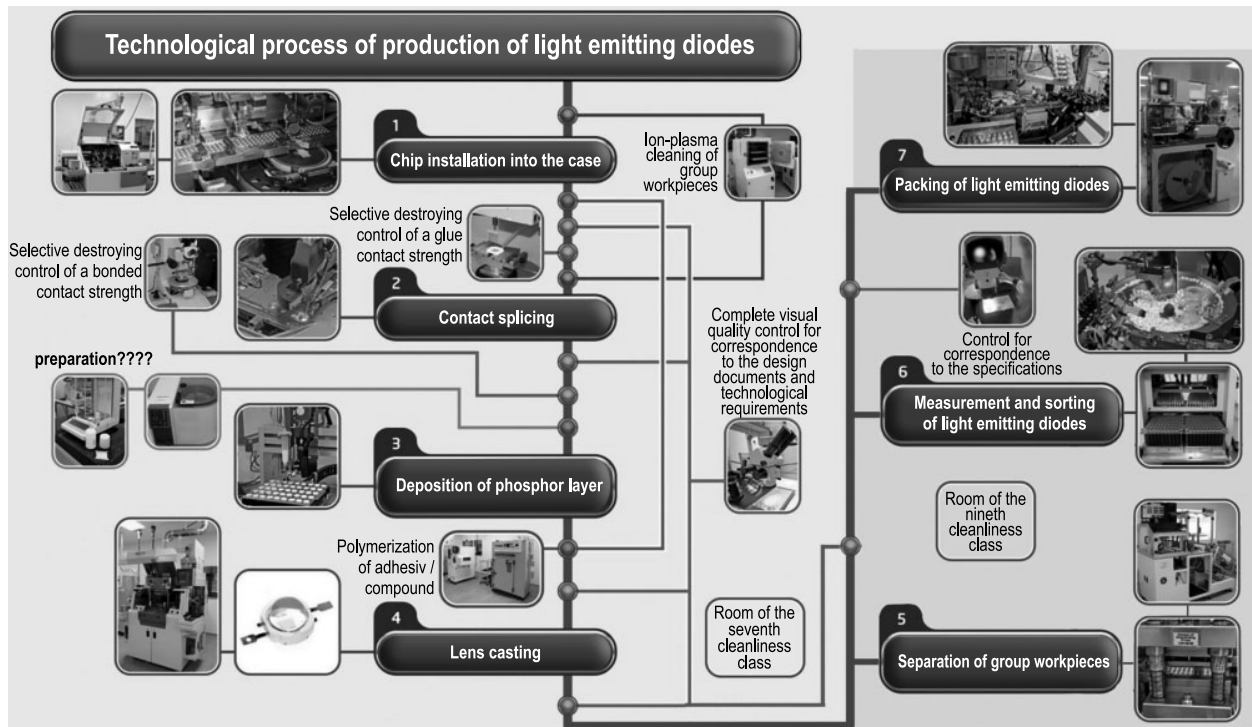 Technological process of production of light emitting diodes
1
Chip installation into the case
Ion-plasma
cleaning of
group
workpieces
Selective destroying
control of a glue
contact strength
Selective destroying
control of a bonded
contact strength
2
Contact splicing
preparation????
Complete visual
quality control for
correspondence
to the design
documents and
technological
requirements
3
Deposition of phosphor layer
Polymerization
of adhesiv /
compound
4
Lens casting
Room of the
seventh
cleanliness
class
7
Packing of light emitting diodes
Control for
correspondence
to the specifications
6
Measurement and sorting
of light emitting diodes
Room of the
nineth
cleanliness
class
5
Separation of group workpieces